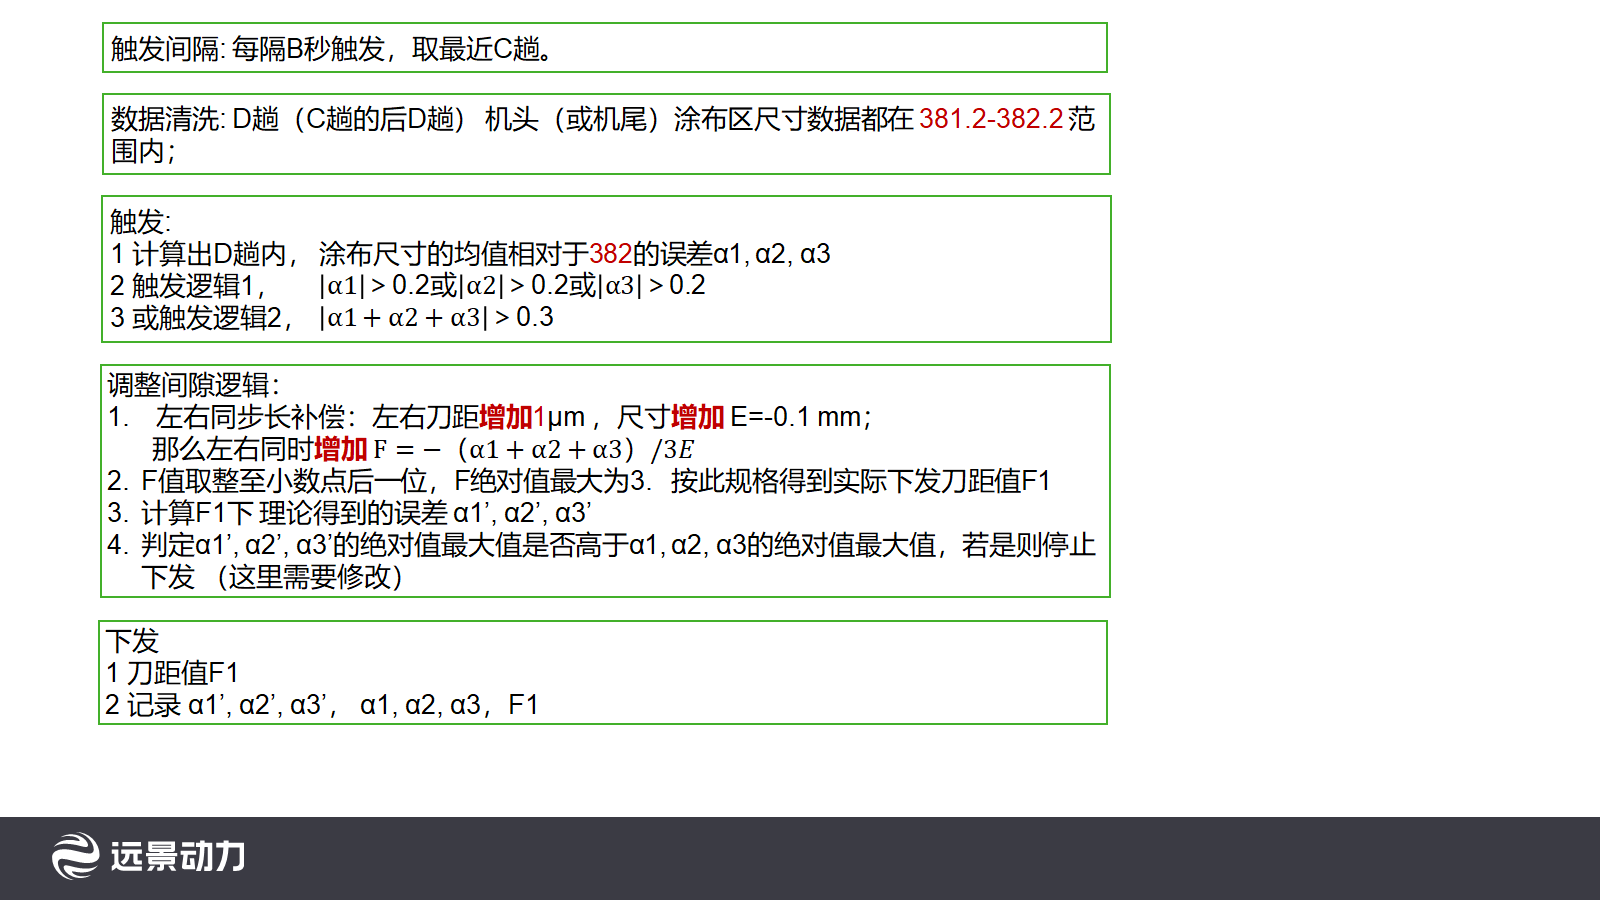 触发间隔: 每隔B秒触发，取最近C趟。
数据清洗: D趟（C趟的后D趟） 机头（或机尾）涂布区尺寸数据都在 381.2-382.2 范
围内；
触发:
1 计算出D趟内， 涂布尺寸的均值相对于382的误差α1, α2, α3
2 触发逻辑1， |α1| > 0.2或|α2| > 0.2或|α3| > 0.2
3 或触发逻辑2， |α1 + α2 + α3| > 0.3
调整间隙逻辑：
1. 左右同步长补偿：左右刀距增加1μm ，尺寸增加 E=-0.1 mm；
那么左右同时增加 F = −（α1 + α2 + α3）/3E
2. F值取整至小数点后一位，F绝对值最大为3. 按此规格得到实际下发刀距值F1
3. 计算F1下 理论得到的误差 α1’, α2’, α3’
4. 判定α1’, α2’, α3’的绝对值最大值是否高于α1, α2, α3的绝对值最大值，若是则停止
下发 （这里需要修改）
下发
1 刀距值F1
2 记录 α1’, α2’, α3’， α1, α2, α3，F1
远景动力